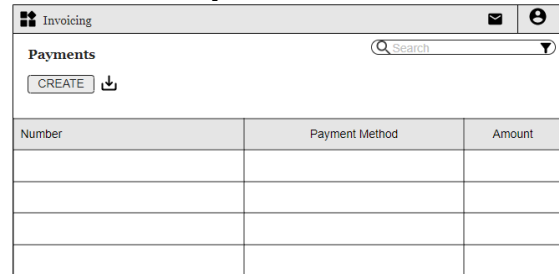 Invoicing
Payments
Search
CREATE
Number Payment Method Amount